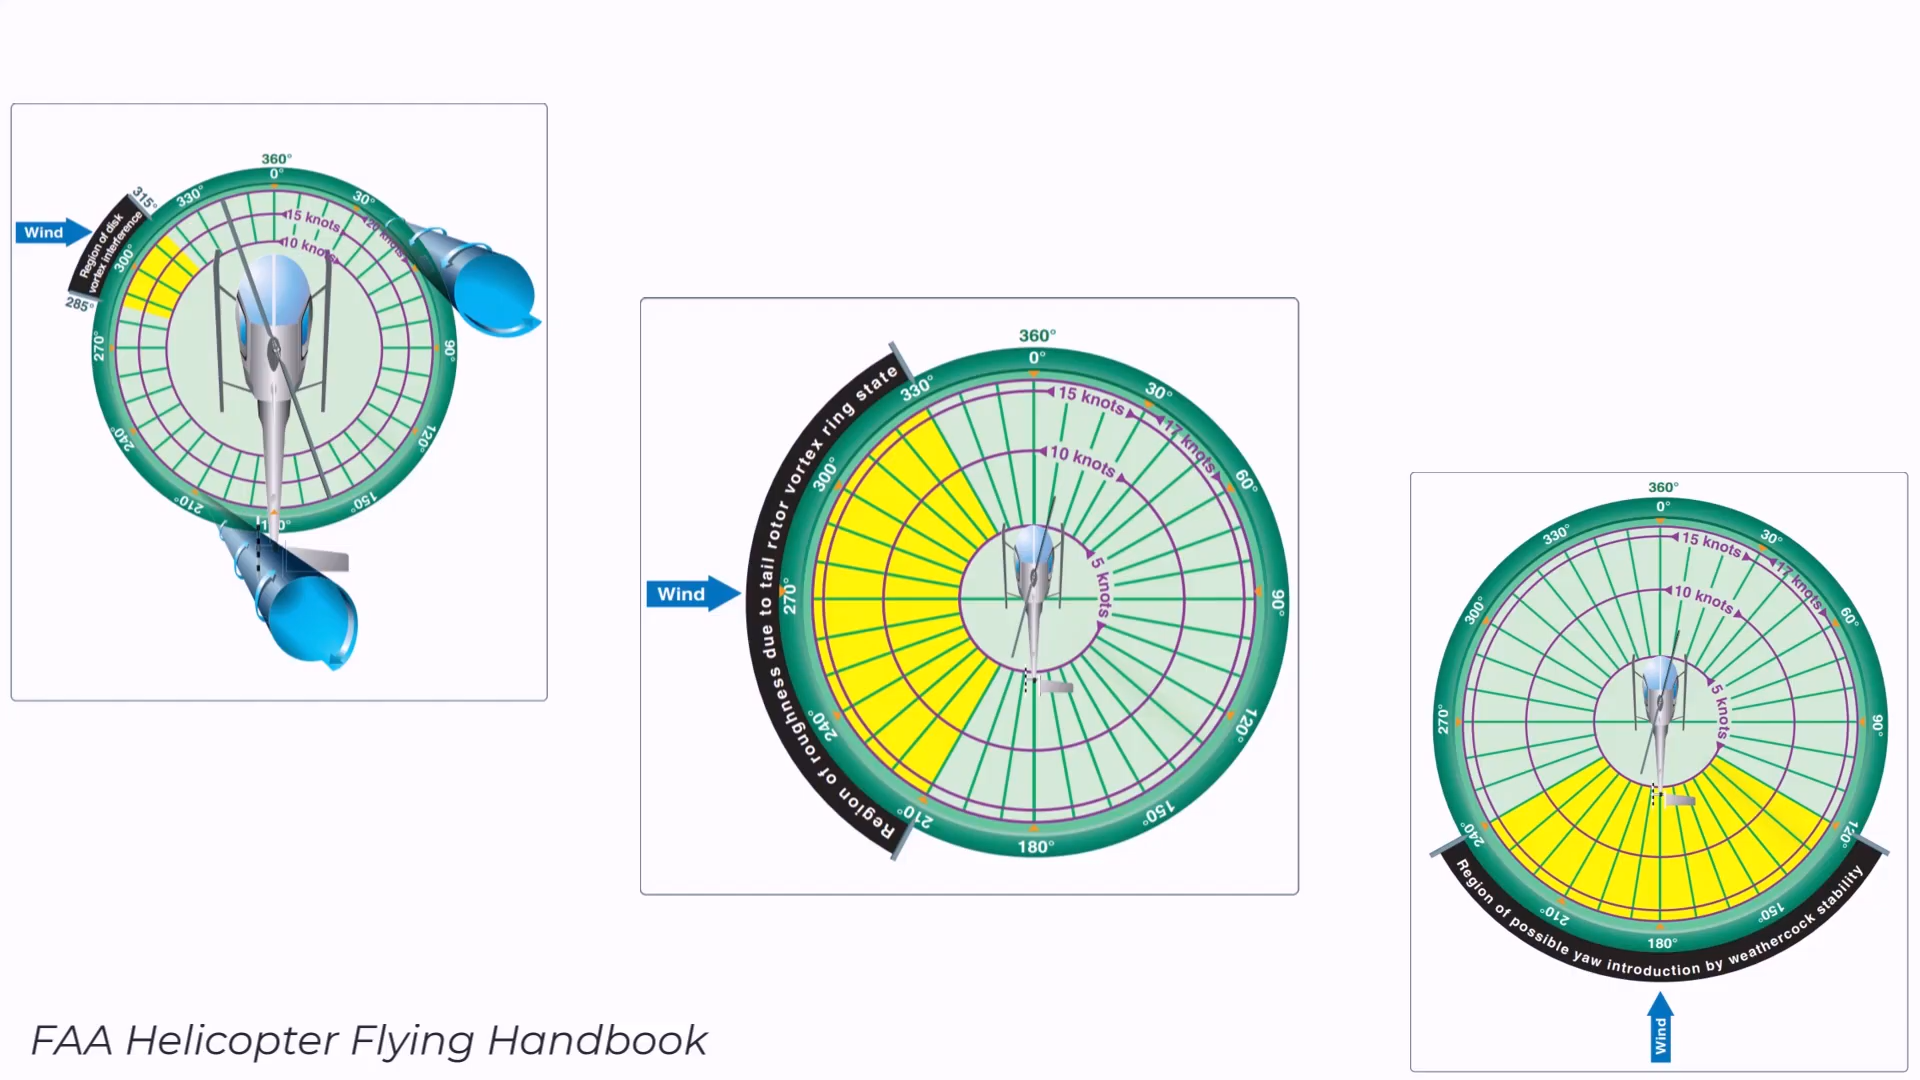 360°
0°
30°
90°
120°
150°
210°
240°
270°
300°
330°
315°
285°
Wind
Region of disk
vortex interference
15 knots
10 knots
20 knots
360°
0°
30°
60°
90°
120°
150°
180°
210°
240°
270°
300°
330°
Wind
Region of roughness due to tail rotor vortex ring state
15 knots
17 knots
10 knots
5 knots
360°
0°
30°
60°
90°
120°
150°
180°
210°
240°
270°
300°
330°
15 knots
17 knots
10 knots
5 knots
Region of possible yaw introduction by weathercock stability
Wind
FAA Helicopter Flying Handbook